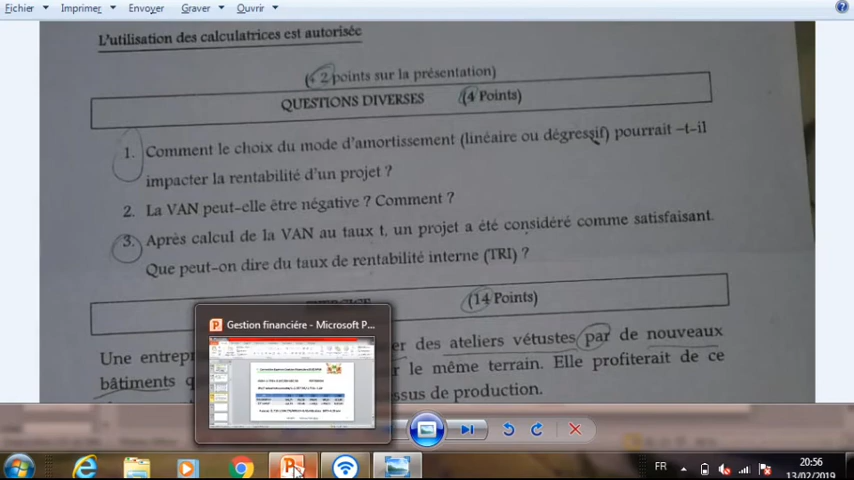 Fichier Imprimer Envoyer Graver Ouvrir
L'utilisation des calculatrices est autorisée
(+ 2 points sur la présentation)
QUESTIONS DIVERSES (4 Points)
1. Comment le choix du mode d'amortissement (linéaire ou dégressif) pourrait –t-il
impacter la rentabilité d'un projet ?
2. La VAN peut-elle être négative ? Comment ?
3. Après calcul de la VAN au taux t, un projet a été considéré comme satisfaisant.
Que peut-on dire du taux de rentabilité interne (TRI) ?
(14 Points)
Gestion financiére - Microsoft P...
Une entrepr er des ateliers vétustes par de nouveaux
bâtiments q r le même terrain. Elle profiterait de ce
ssus de production.
FR 20:56
13/02/2019